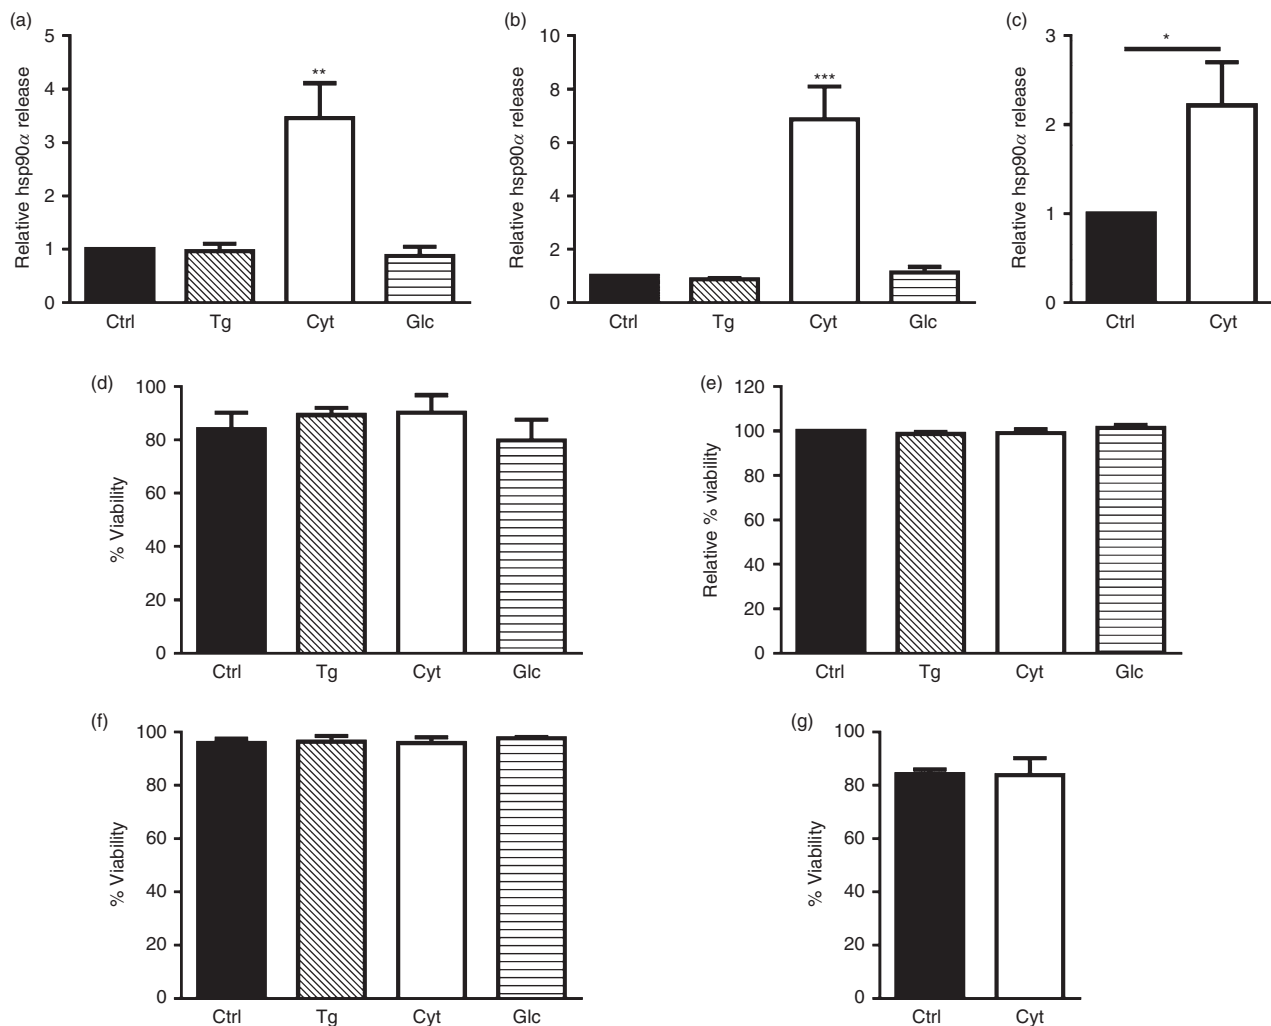 (a)
Relative hsp90α release
5
4
3
2
1
0
**
Ctrl Tg Cyt Glc
(b)
Relative hsp90α release
10
8
6
4
2
0
***
Ctrl Tg Cyt Glc
(c)
Relative hsp90α release
3
2
1
0
*
Ctrl Cyt
(d)
% Viability
100
80
60
40
20
0
Ctrl Tg Cyt Glc
(e)
Relative % viability
120
100
80
60
40
20
0
Ctrl Tg Cyt Glc
(f)
% Viability
100
80
60
40
20
0
Ctrl Tg Cyt Glc
(g)
% Viability
100
80
60
40
20
0
Ctrl Cyt